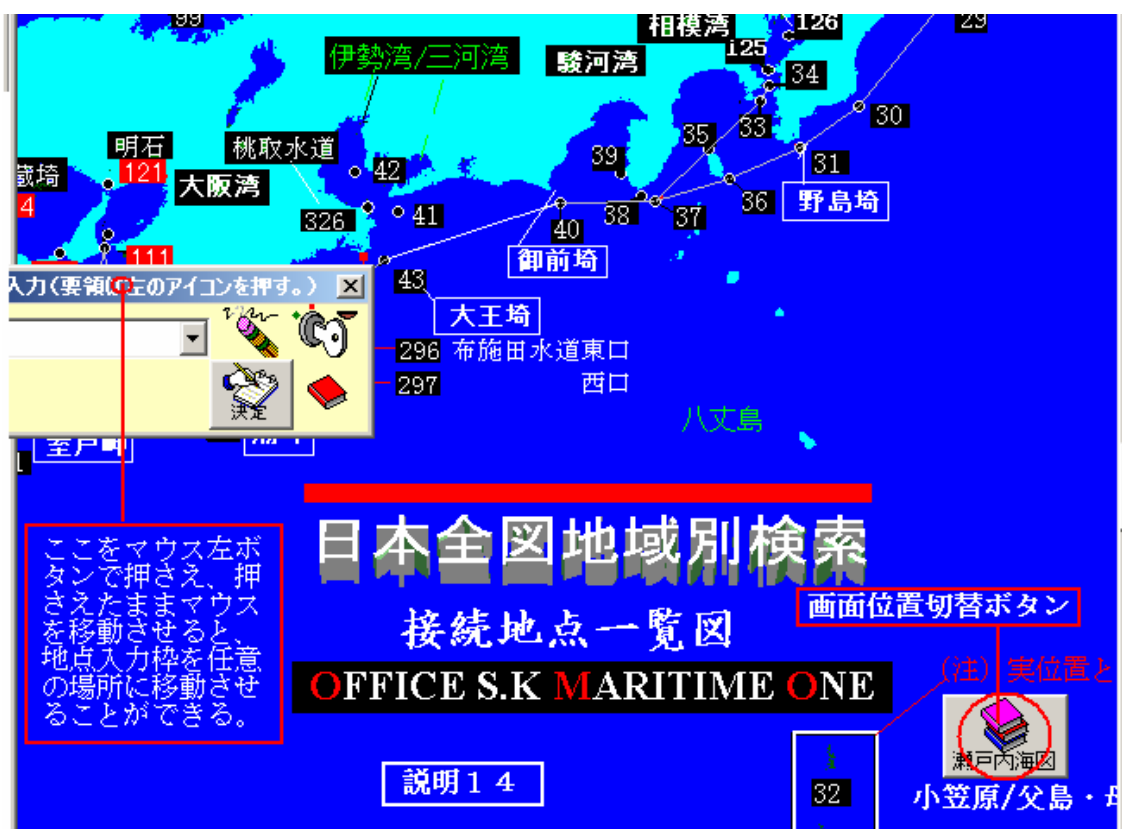 99
相模湾
126
29
伊勢湾/三河湾
駿河湾
125
34
30
明石
121
桃取水道
42
39
35
33
31
大阪湾
326
41
40
38
37
36
野島埼
4
111
御前埼
43
大王埼
入力(要領は左のアイコンを押す。)
296 布施田水道東口
297 西口
決定
八丈島
室戸岬
ここをマウス左ボ
タンで押さえ、押
さえたままマウス
を移動させると、
地点入力枠を任意
の場所に移動させ
ることができる。
日本全図地域別検索
接続地点一覧図
OFFICE S.K MARITIME ONE
画面位置切替ボタン
(注) 実位置と
瀬戸内海図
説明14
32
小笠原/父島・母